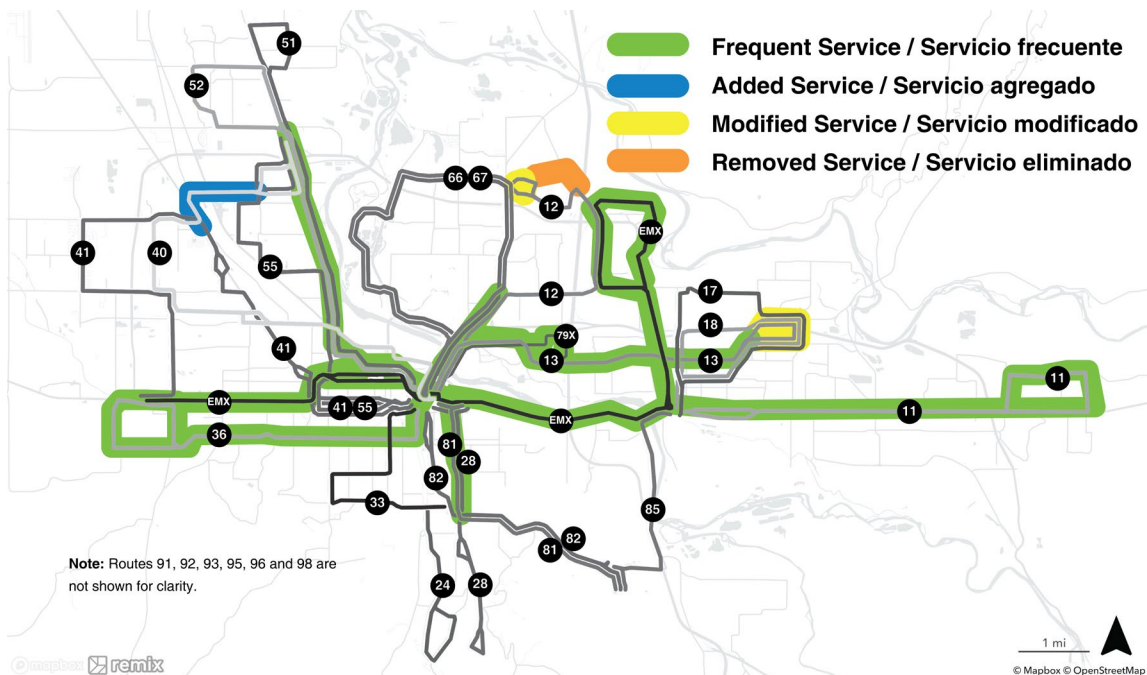 Frequent Service / Servicio frecuente
Added Service / Servicio agregado
Modified Service / Servicio modificado
Removed Service / Servicio eliminado
51
52
66 67
12
EMX
41
40
55
12
17
18
79X
13
13
41
EMX
41 55
36
EMX
11
11
81
28
82
33
85
82
81
24
28
Note: Routes 91, 92, 93, 95, 96 and 98 are
not shown for clarity.
1 mi
mapbox remix
© Mapbox © OpenStreetMap